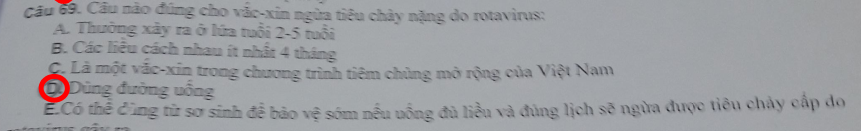 Câu 69. Câu nào đúng cho vắc-xin ngừa tiêu chảy nặng do rotavirus:
A. Thường xảy ra ở lứa tuổi 2-5 tuổi
B. Các liều cách nhau ít nhất 4 tháng
C. Là một vắc-xin trong chương trình tiêm chủng mở rộng của Việt Nam
D. Dùng đường uống
E.Có thể dùng từ sơ sinh để bảo vệ sớm nếu uống đủ liều và đúng lịch sẽ ngừa được tiêu chảy cấp do